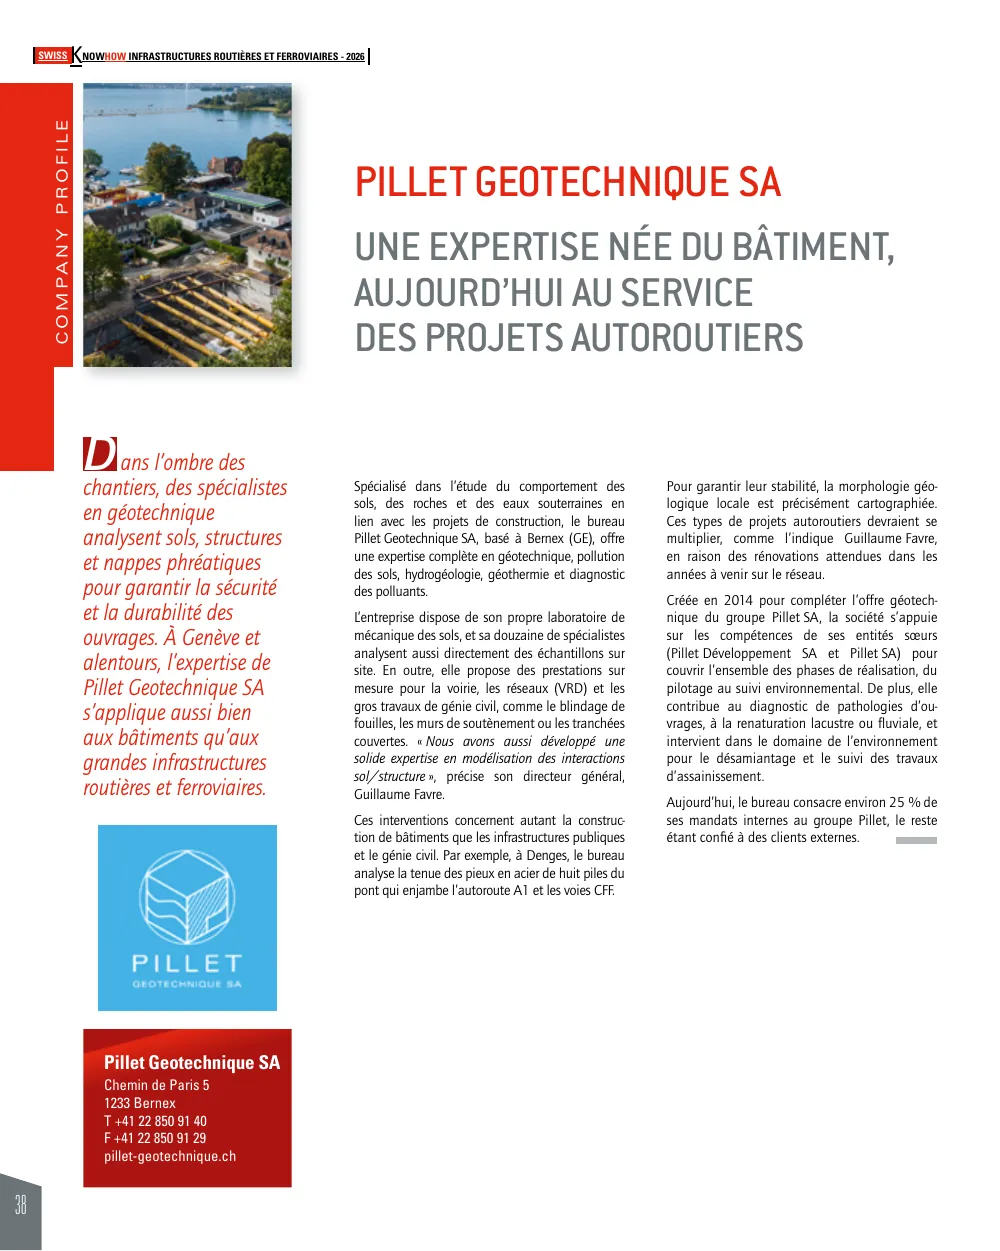 SWISS KNOWHOW INFRASTRUCTURES ROUTIÈRES ET FERROVIAIRES - 2026
COMPANY PROFILE
PILLET GEOTECHNIQUE SA
UNE EXPERTISE NÉE DU BÂTIMENT,
AUJOURD'HUI AU SERVICE
DES PROJETS AUTOROUTIERS
Dans l'ombre des
chantiers, des spécialistes
en géotechnique
analysent sols, structures
et nappes phréatiques
pour garantir la sécurité
et la durabilité des
ouvrages. À Genève et
alentours, l'expertise de
Pillet Geotechnique SA
s'applique aussi bien
aux bâtiments qu'aux
grandes infrastructures
routières et ferroviaires.
PILLET
GEOTECHNIQUE SA
Pillet Geotechnique SA
Chemin de Paris 5
1233 Bernex
T +41 22 850 91 40
F +41 22 850 91 29
pillet-geotechnique.ch
Spécialisé dans l'étude du comportement des
sols, des roches et des eaux souterraines en
lien avec les projets de construction, le bureau
Pillet Geotechnique SA, basé à Bernex (GE), offre
une expertise complète en géotechnique, pollution
des sols, hydrogéologie, géothermie et diagnostic
des polluants.
L'entreprise dispose de son propre laboratoire de
mécanique des sols, et sa douzaine de spécialistes
analysent aussi directement des échantillons sur
site. En outre, elle propose des prestations sur
mesure pour la voirie, les réseaux (VRD) et les
gros travaux de génie civil, comme le blindage de
fouilles, les murs de soutènement ou les tranchées
couvertes. « Nous avons aussi développé une
solide expertise en modélisation des interactions
sol/structure », précise son directeur général,
Guillaume Favre.
Ces interventions concernent autant la construc-
tion de bâtiments que les infrastructures publiques
et le génie civil. Par exemple, à Denges, le bureau
analyse la tenue des pieux en acier de huit piles du
pont qui enjambe l'autoroute A1 et les voies CFF.
Pour garantir leur stabilité, la morphologie géo-
logique locale est précisément cartographiée.
Ces types de projets autoroutiers devraient se
multiplier, comme l'indique Guillaume Favre,
en raison des rénovations attendues dans les
années à venir sur le réseau.
Créée en 2014 pour compléter l'offre géotech-
nique du groupe Pillet SA, la société s'appuie
sur les compétences de ses entités sœurs
(Pillet Développement SA et Pillet SA) pour
couvrir l'ensemble des phases de réalisation, du
pilotage au suivi environnemental. De plus, elle
contribue au diagnostic de pathologies d'ou-
vrages, à la renaturation lacustre ou fluviale, et
intervient dans le domaine de l'environnement
pour le désamiantage et le suivi des travaux
d'assainissement.
Aujourd'hui, le bureau consacre environ 25 % de
ses mandats internes au groupe Pillet, le reste
étant confié à des clients externes.
38